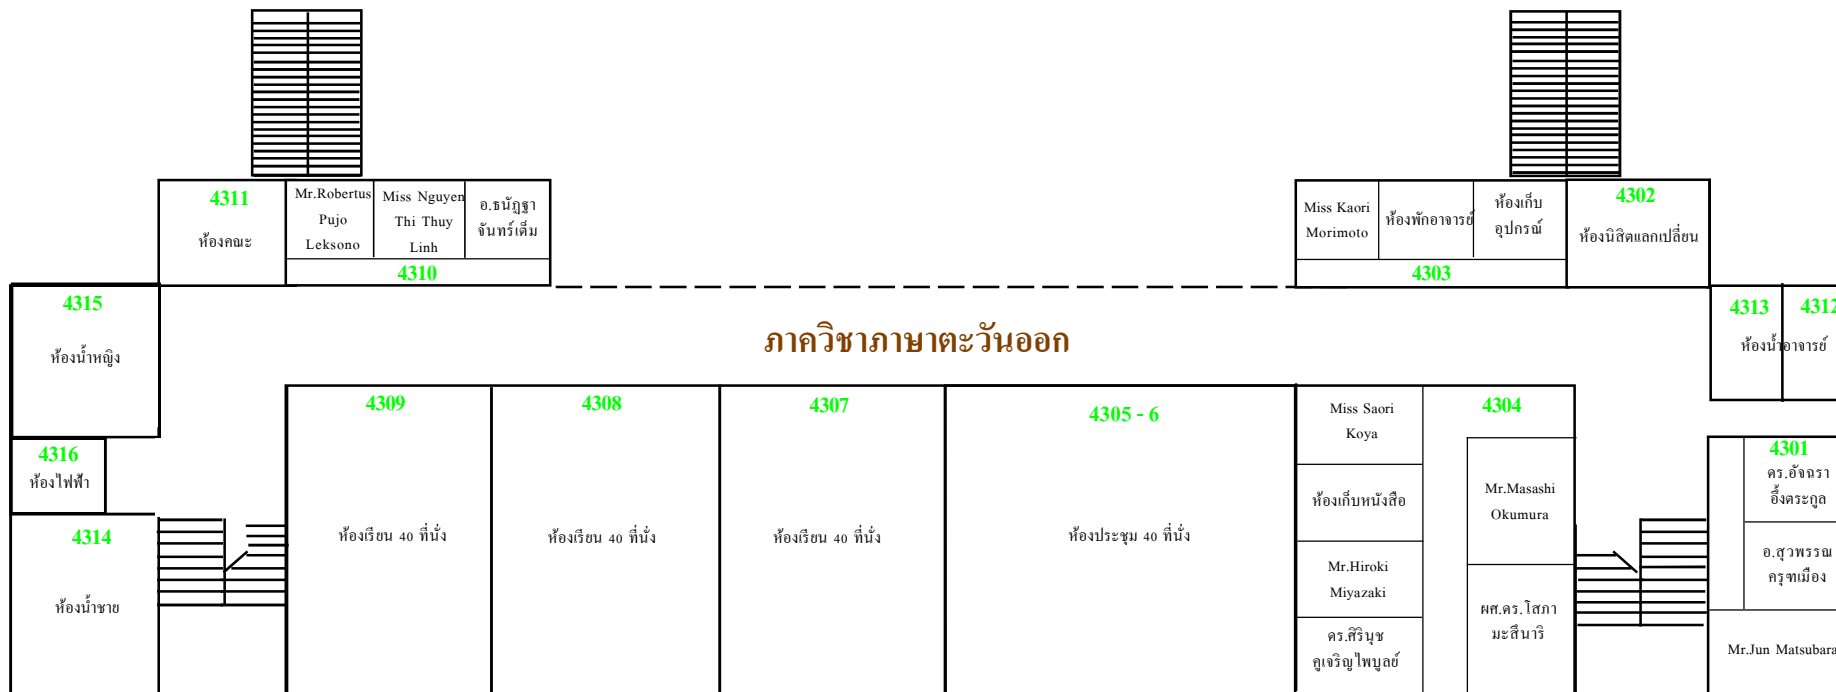 4311
ห้องคณะ
Mr.Robertus
Pujo
Leksono
Miss Nguyen
Thi Thuy
Linh
อ.ธนัฏฐา
จันทร์เต็ม
4310
Miss Kaori
Morimoto
ห้องพักอาจารย์
ห้องเก็บ
อุปกรณ์
4303
4302
ห้องนิสิตแลกเปลี่ยน
4315
ห้องน้ำหญิง
ภาควิชาภาษาตะวันออก
4313
4312
ห้องน้ำอาจารย์
4316
ห้องไฟฟ้า
4314
ห้องน้ำชาย
4309
ห้องเรียน 40 ที่นั่ง
4308
ห้องเรียน 40 ที่นั่ง
4307
ห้องเรียน 40 ที่นั่ง
4305 - 6
ห้องประชุม 40 ที่นั่ง
Miss Saori
Koya
ห้องเก็บหนังสือ
Mr.Hiroki
Miyazaki
ดร.ศิรินุช
คูเจริญไพบูลย์
4304
Mr.Masashi
Okumura
ผศ.ดร.โสภา
มะสึนาริ
4301
ดร.อัจฉรา
อึ้งตระกูล
อ.สุวพรรณ
ครุฑเมือง
Mr.Jun Matsubara